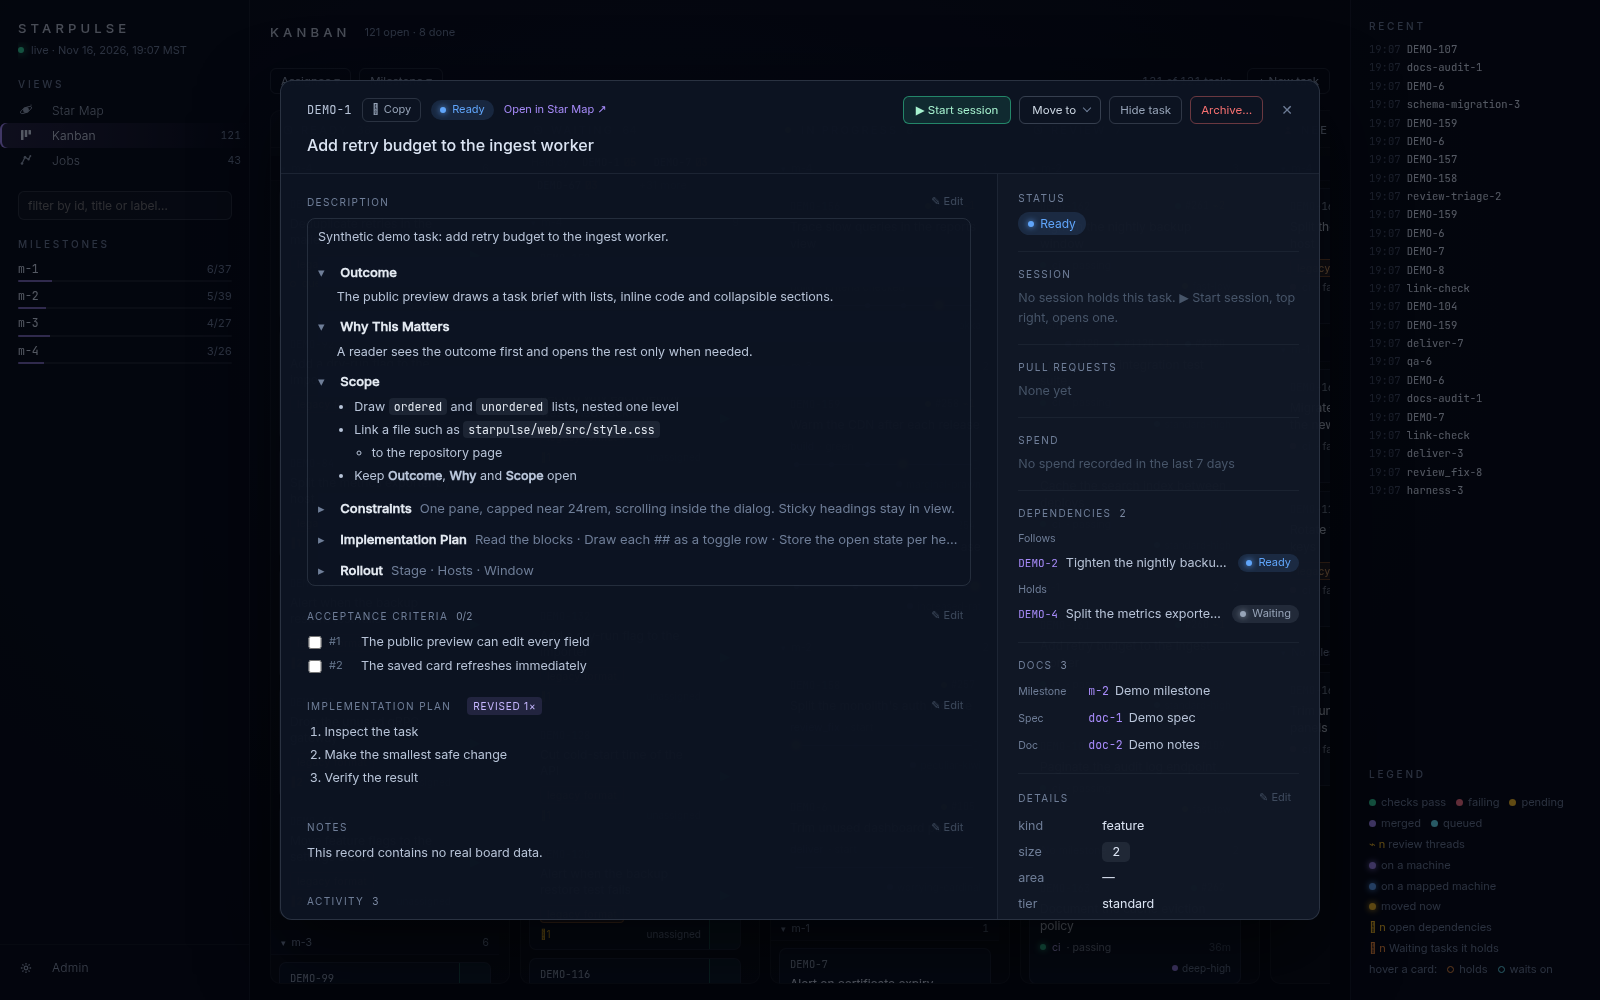 STARPULSE
live · Nov 16, 2026, 19:07 MST
VIEWS
Star Map
Kanban 121
Jobs 43
filter by id, title or label...
MILESTONES
m-1 6/37
m-2 5/39
m-3 4/27
m-4 3/26
Admin
KANBAN 121 open · 8 done
DEMO-1 Copy Ready Open in Star Map ↗
▶ Start session Move to Hide task Archive... ✕
Add retry budget to the ingest worker
DESCRIPTION ✎ Edit
Synthetic demo task: add retry budget to the ingest worker.
▾ Outcome
The public preview draws a task brief with lists, inline code and collapsible sections.
▾ Why This Matters
A reader sees the outcome first and opens the rest only when needed.
▾ Scope
• Draw ordered and unordered lists, nested one level
• Link a file such as starpulse/web/src/style.css
◦ to the repository page
• Keep Outcome, Why and Scope open
▸ Constraints One pane, capped near 24rem, scrolling inside the dialog. Sticky headings stay in view.
▸ Implementation Plan Read the blocks · Draw each ## as a toggle row · Store the open state per he...
▸ Rollout Stage · Hosts · Window
ACCEPTANCE CRITERIA 0/2 ✎ Edit
#1 The public preview can edit every field
#2 The saved card refreshes immediately
IMPLEMENTATION PLAN REVISED 1× ✎ Edit
1. Inspect the task
2. Make the smallest safe change
3. Verify the result
NOTES ✎ Edit
This record contains no real board data.
ACTIVITY 3
STATUS
Ready
SESSION
No session holds this task. ▶ Start session, top
right, opens one.
PULL REQUESTS
None yet
SPEND
No spend recorded in the last 7 days
DEPENDENCIES 2
Follows
DEMO-2 Tighten the nightly backu... Ready
Holds
DEMO-4 Split the metrics exporte... Waiting
DOCS 3
Milestone m-2 Demo milestone
Spec doc-1 Demo spec
Doc doc-2 Demo notes
DETAILS ✎ Edit
kind feature
size 2
area —
tier standard
▾ m-3 6
DEMO-99
1 unassigned
DEMO-116
▾ m-1 1
DEMO-7
policy
ci · passing 36m
deep-high
RECENT
19:07 DEMO-107
19:07 docs-audit-1
19:07 DEMO-6
19:07 schema-migration-3
19:07 DEMO-159
19:07 DEMO-6
19:07 DEMO-157
19:07 DEMO-158
19:07 review-triage-2
19:07 DEMO-159
19:07 DEMO-6
19:07 DEMO-7
19:07 DEMO-8
19:07 link-check
19:07 DEMO-104
19:07 DEMO-159
19:07 deliver-7
19:07 qa-6
19:07 DEMO-6
19:07 docs-audit-1
19:07 DEMO-7
19:07 link-check
19:07 deliver-3
19:07 review_fix-8
19:07 harness-3
LEGEND
checks pass failing pending
merged queued
n review threads
on a machine
on a mapped machine
moved now
n open dependencies
n Waiting tasks it holds
hover a card: holds waits on